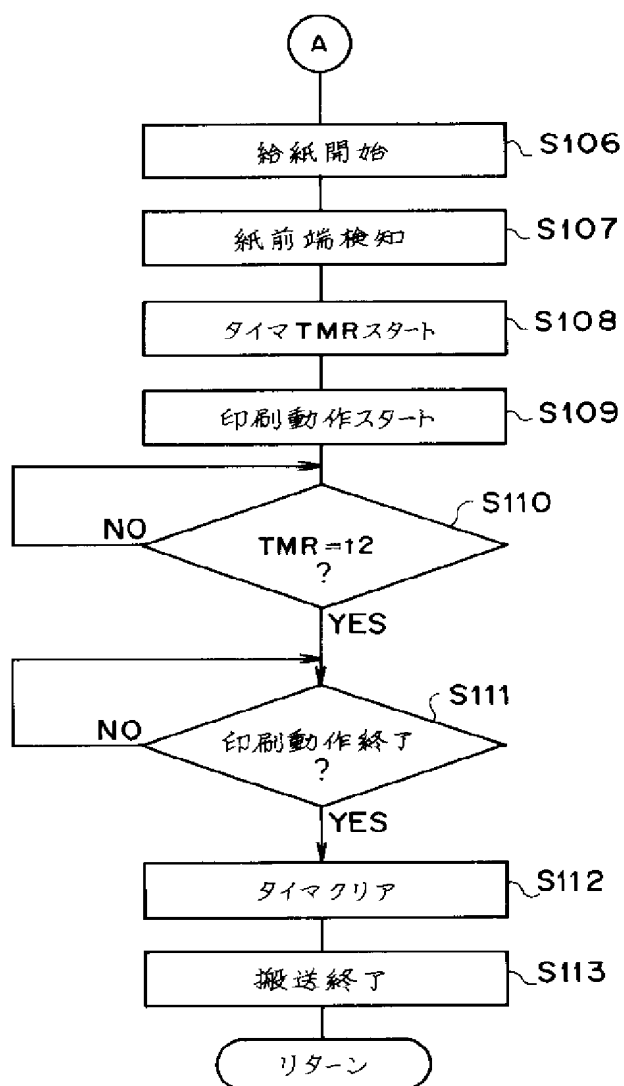 A
給紙開始
S106
紙前端検知
S107
タイマTMRスタート
S108
印刷動作スタート
S109
S110
NO
TMR=t2
?
YES
S111
NO
印刷動作終了
?
YES
タイマクリア
S112
搬送終了
S113
リターン